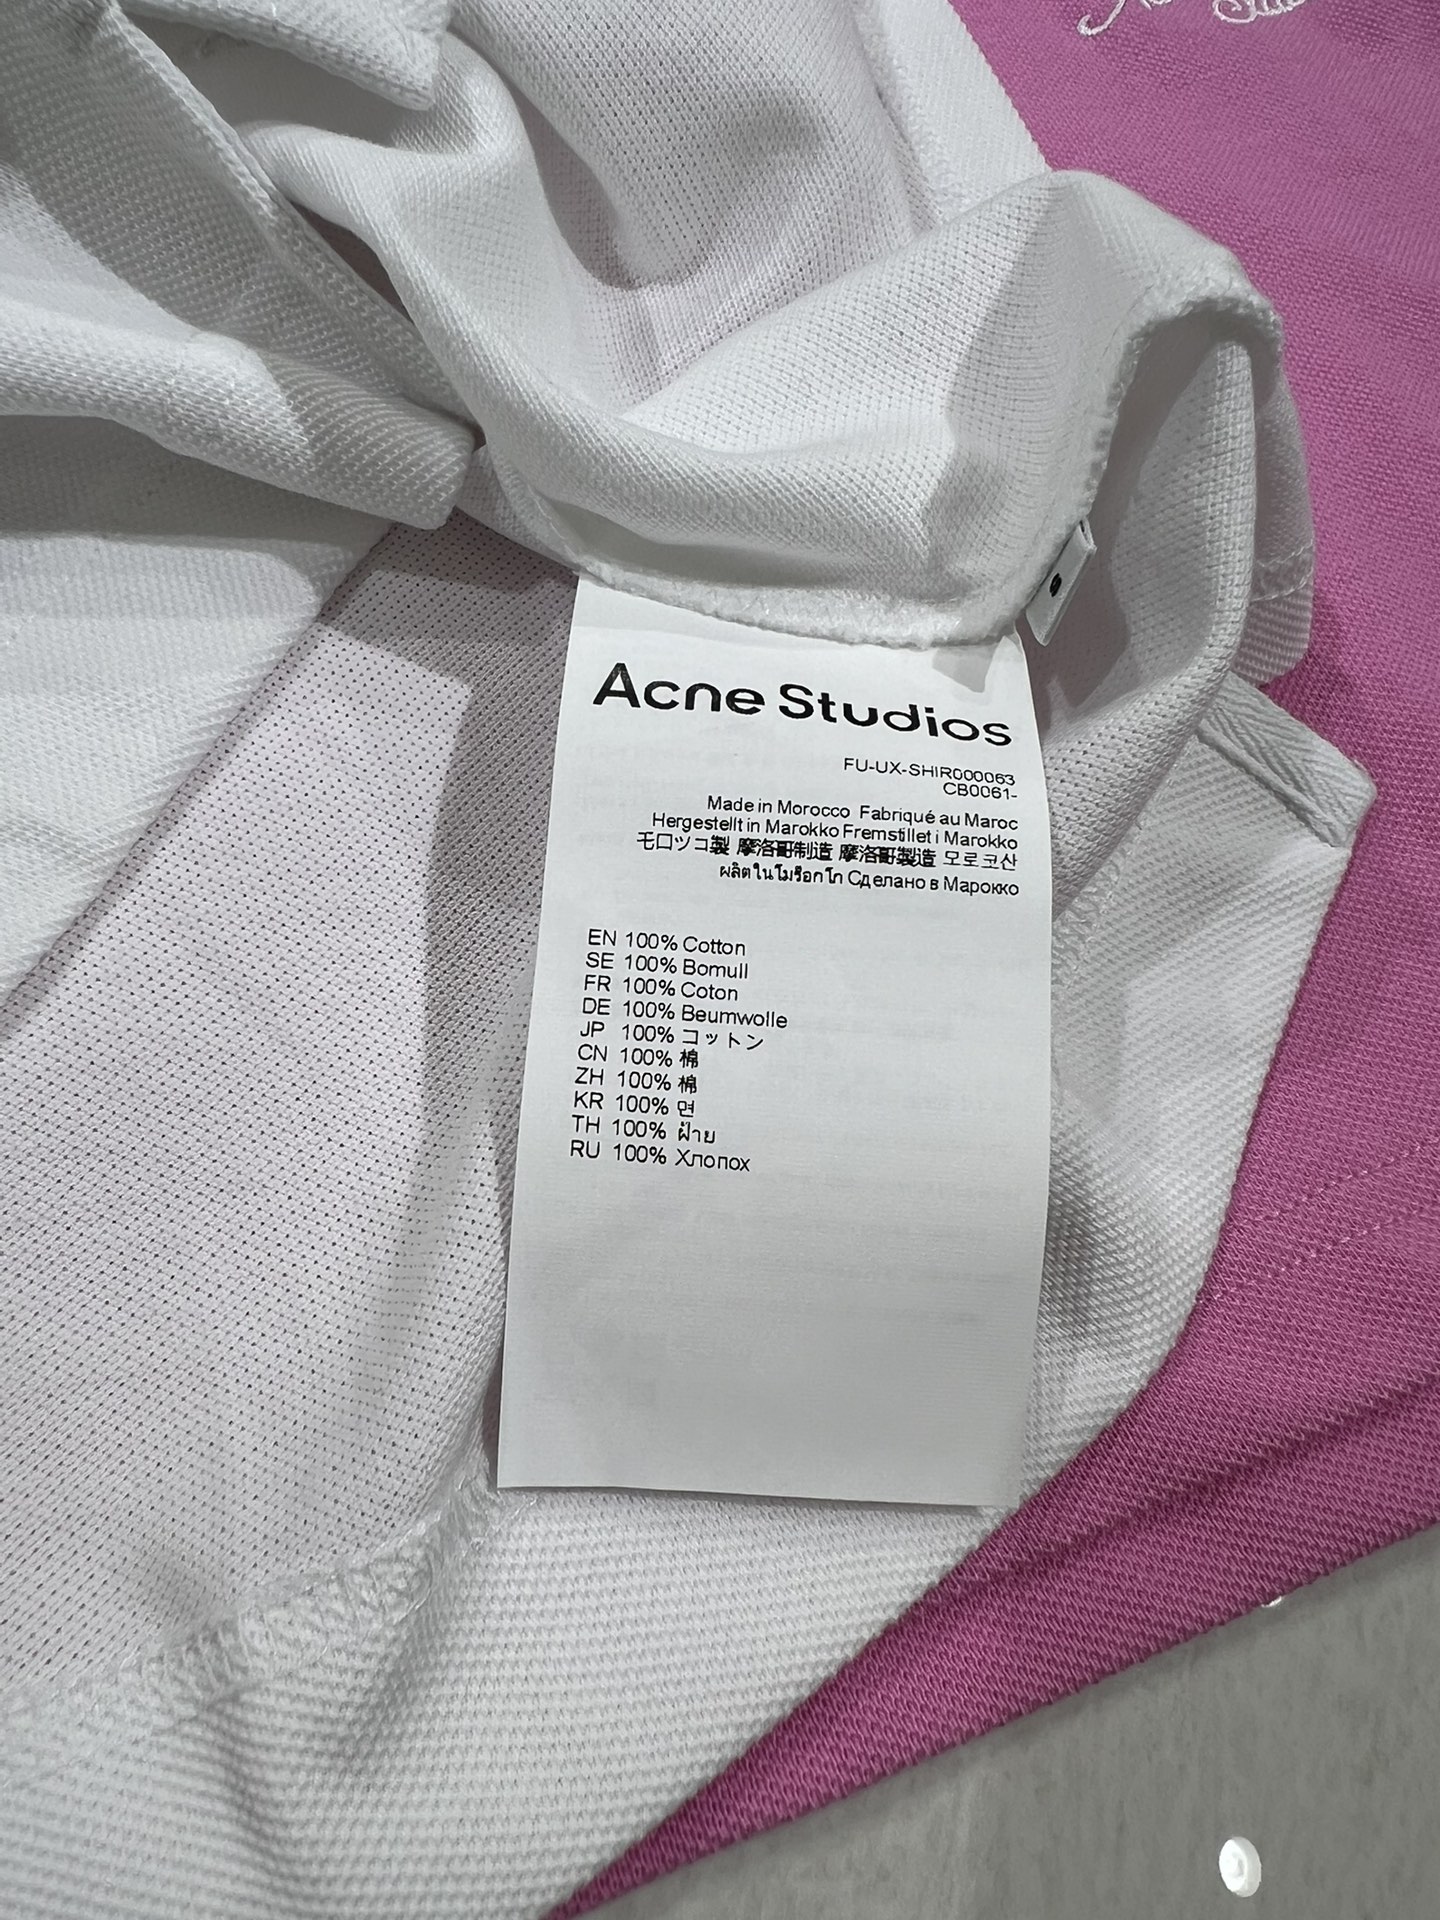 Acne Studios
FU-UX-SHIR000063
CB0061-
Made in Morocco Fabriqué au Maroc
Hergestellt in Marokko Fremstillet i Marokko
モロツコ製 摩洛哥制造 摩洛哥製造 모로코산
ผลิตในโมร็อกโก Сделано в Марокко
EN 100% Cotton
SE 100% Bomull
FR 100% Coton
DE 100% Beumwolle
JP 100% コットン
CN 100% 棉
ZH 100% 棉
KR 100% 면
TH 100% ฝ้าย
RU 100% Хлопок